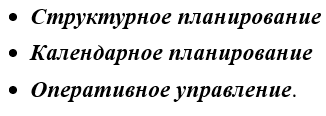 • Структурное планирование
• Календарное планирование
• Оперативное управление.